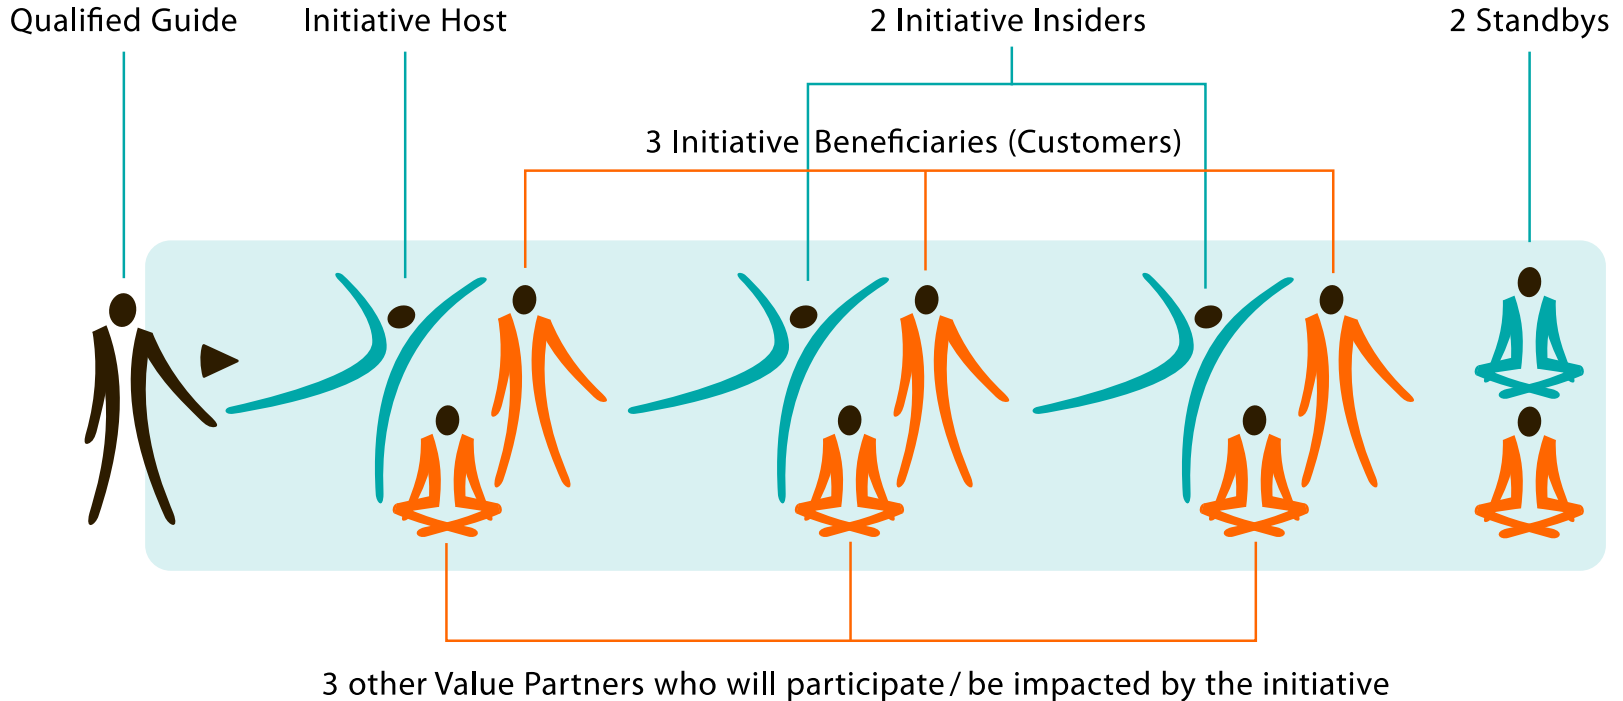 Qualified Guide
Initiative Host
2 Initiative Insiders
2 Standbys
3 Initiative Beneficiaries (Customers)
3 other Value Partners who will participate / be impacted by the initiative